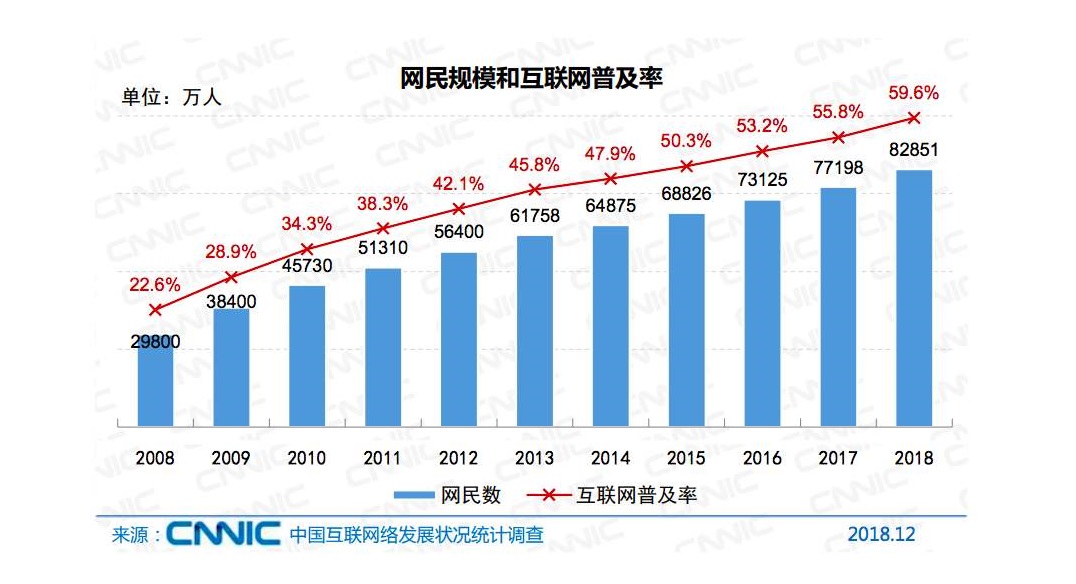 网民规模和互联网普及率
单位：万人
22.6% 28.9% 34.3% 38.3% 42.1% 45.8% 47.9% 50.3% 53.2% 55.8% 59.6%
29800 38400 45730 51310 56400 61758 64875 68826 73125 77198 82851
2008 2009 2010 2011 2012 2013 2014 2015 2016 2017 2018
网民数 互联网普及率
来源：CNNIC 中国互联网络发展状况统计调查 2018.12